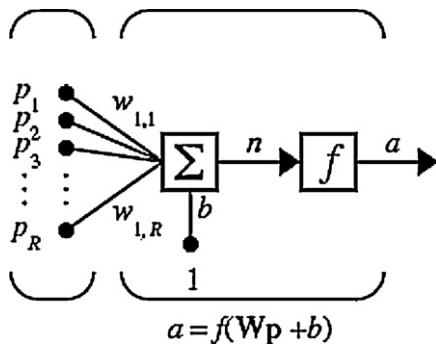 p1
p2
p3
pR
w1,1
w1,R
Σ
n
f
a
b
1
a = f(Wp + b)